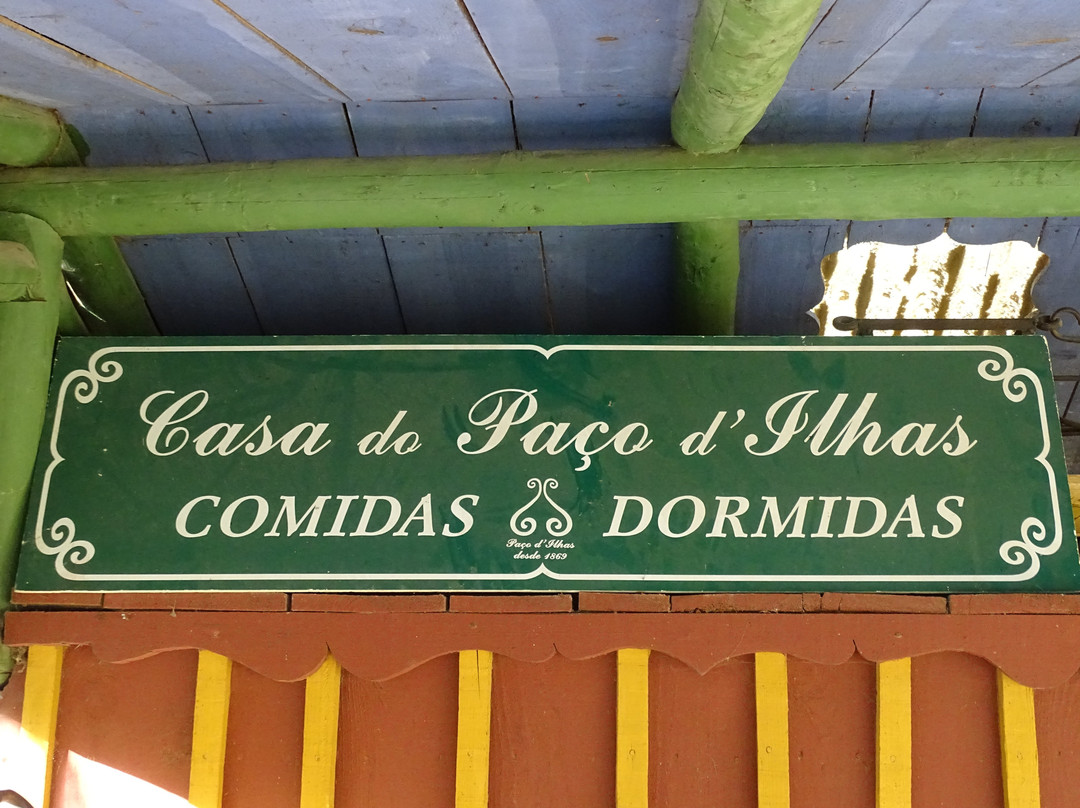 Casa do Paço d'Ilhas
COMIDAS DORMIDAS
Paço d'Ilhas
desde 1869